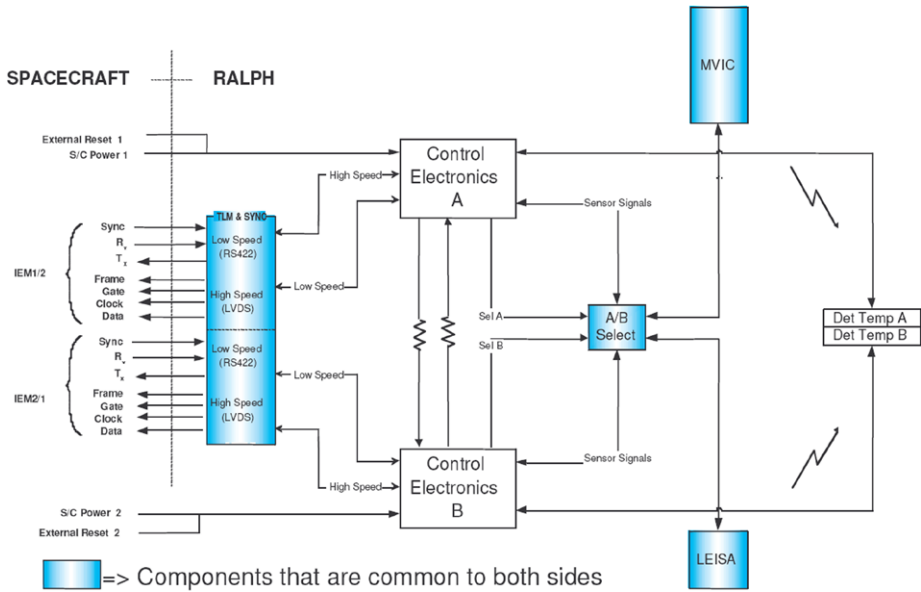 MVIC
SPACECRAFT
RALPH
External Reset 1
S/C Power 1
Control
Electronics
A
High Speed
TLM & SYNC
Sensor Signals
Sync
Low Speed
(RS422)
Rx
Tx
IEM1/2
Frame
Gate
Clock
Data
High Speed
(LVDS)
Low Speed
Sel A
A/B
Select
Sel B
Det Temp A
Det Temp B
Sync
Low Speed
(RS422)
Rx
Tx
IEM2/1
Frame
Gate
Clock
Data
High Speed
(LVDS)
Low Speed
Control
Electronics
B
Sensor Signals
High Speed
S/C Power 2
External Reset 2
LEISA
=> Components that are common to both sides